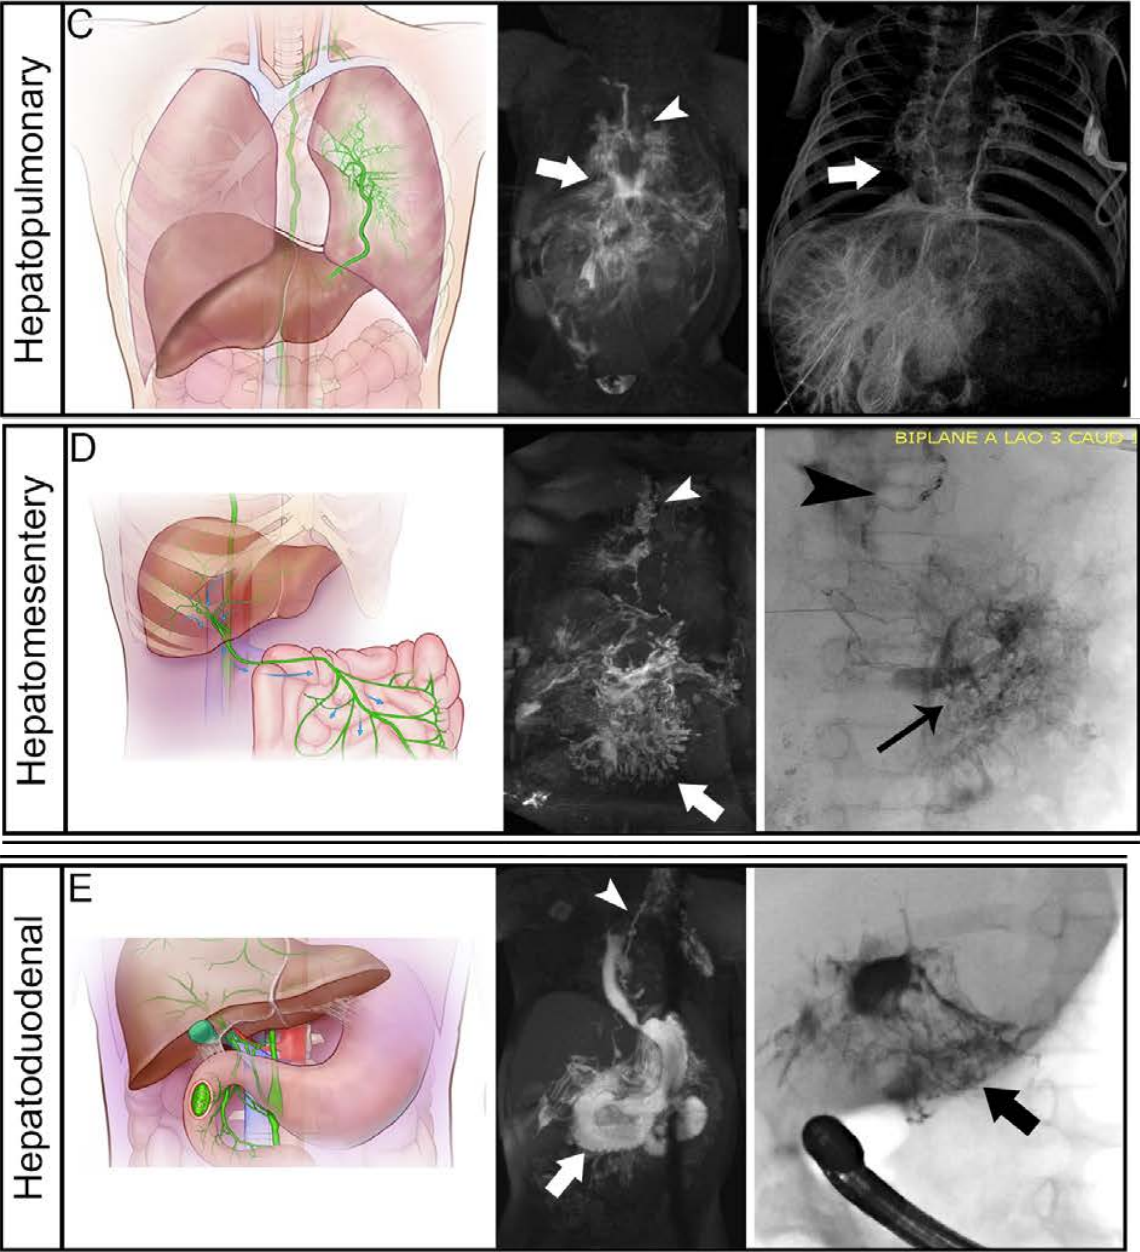 Hepatopulmonary
C
Hepatomesentery
D
BIPLANE A LAO 3 CAUD
Hepatoduodenal
E